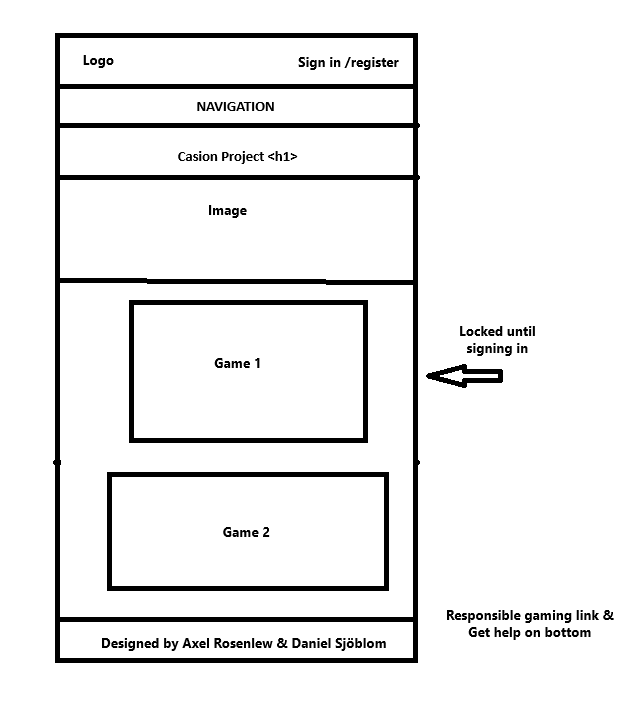 Logo
Sign in /register
NAVIGATION
Casion Project <h1>
Image
Game 1
Locked until
signing in
Game 2
Responsible gaming link &
Get help on bottom
Designed by Axel Rosenlew & Daniel Sjöblom